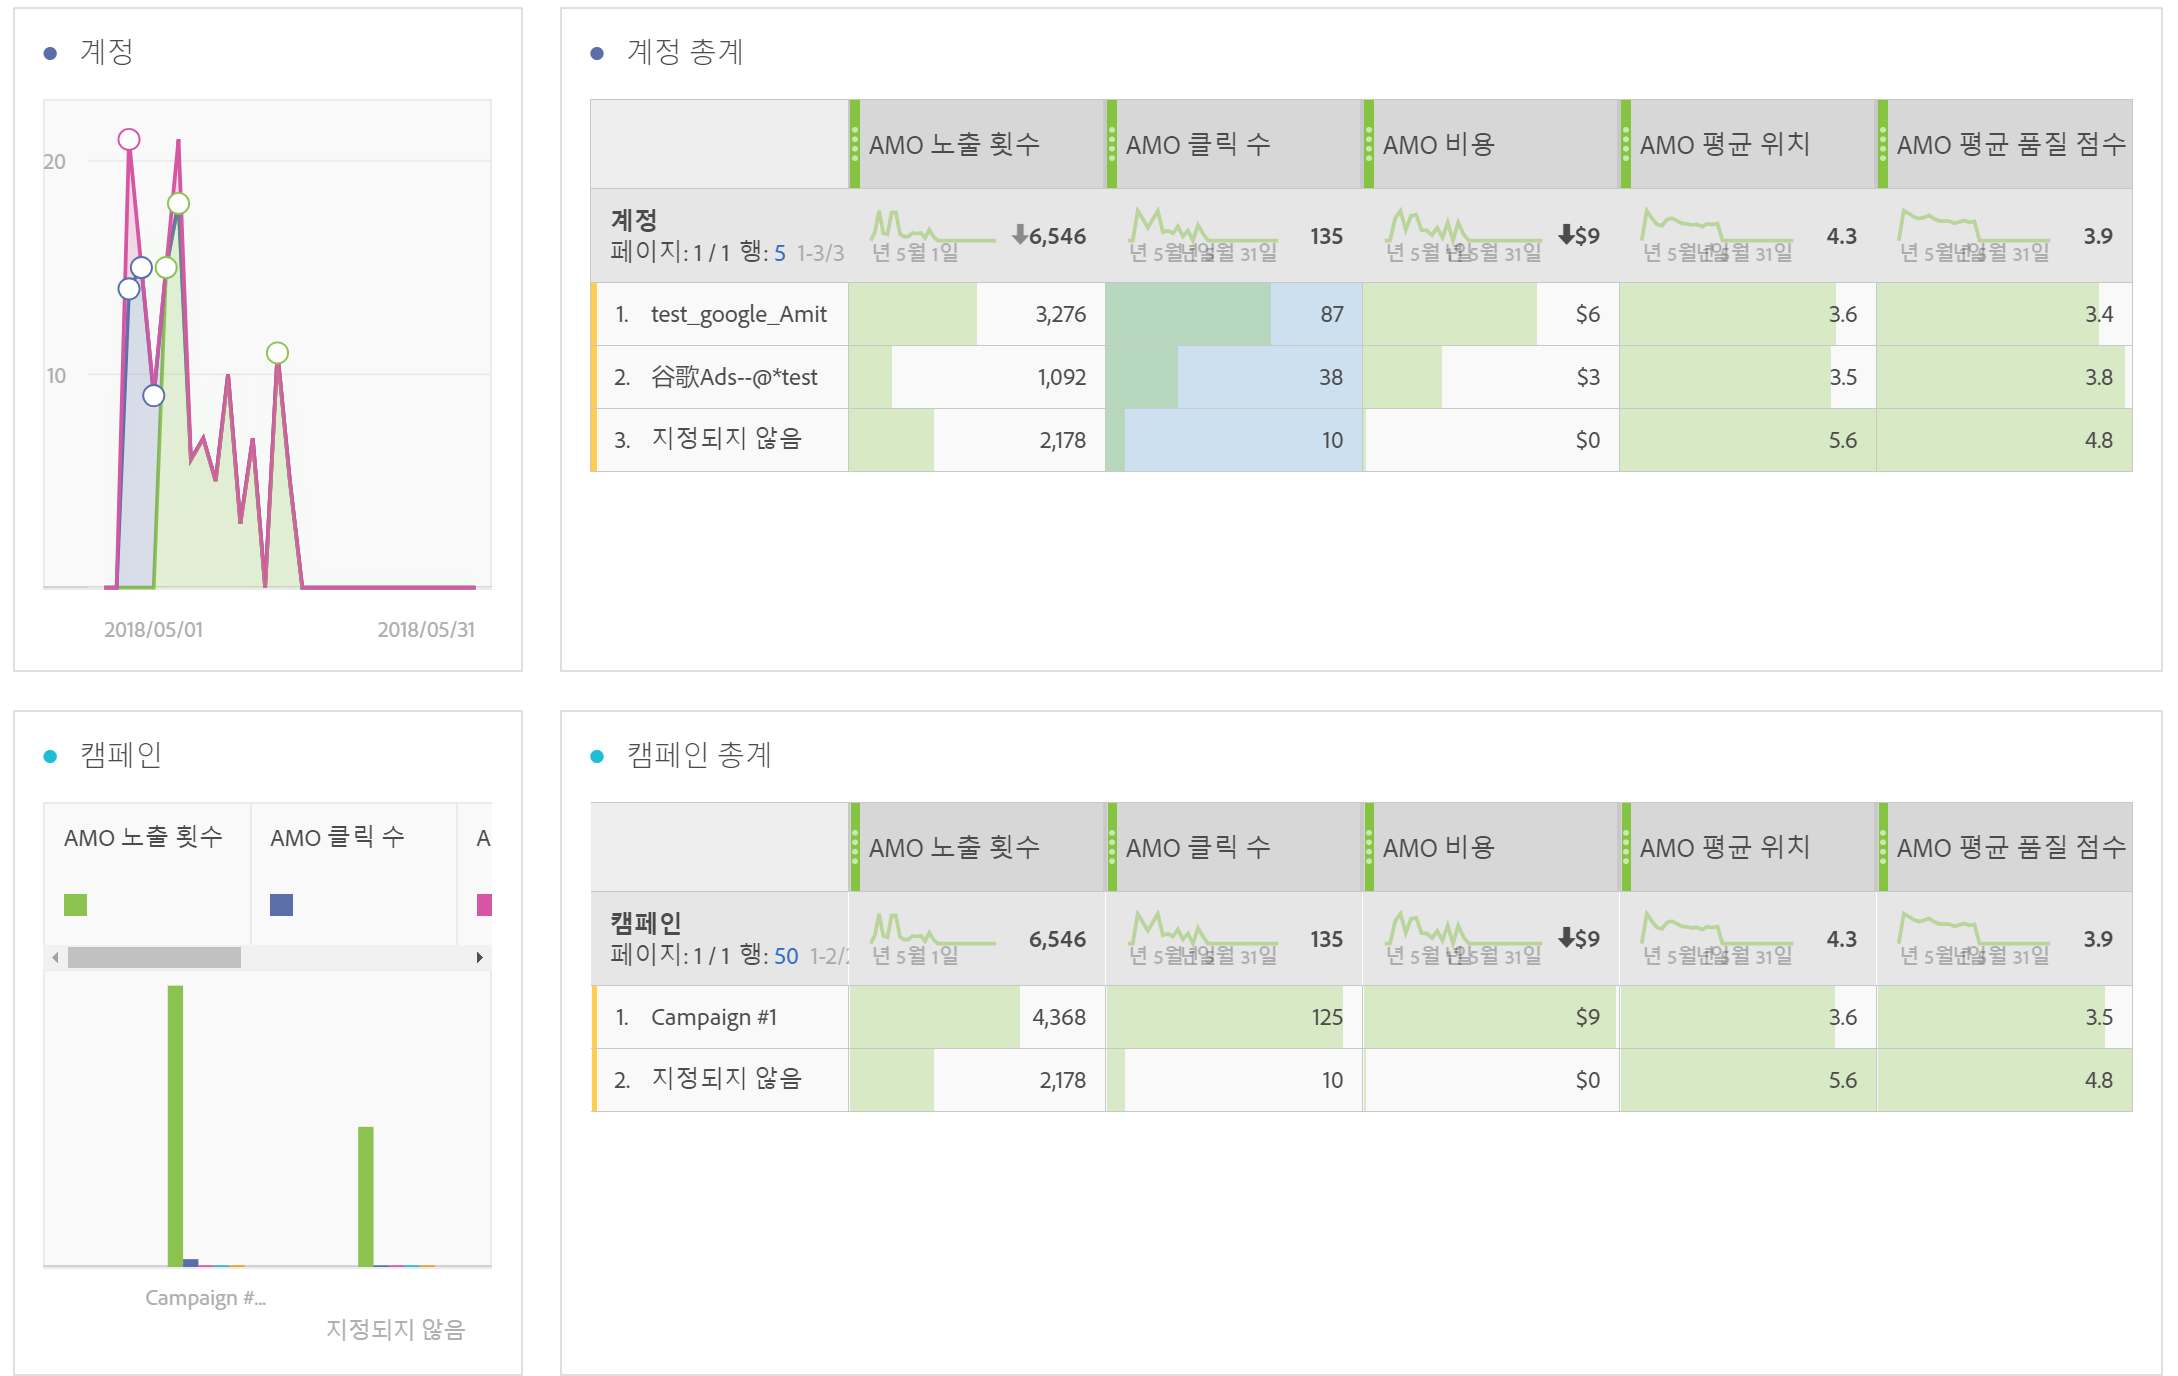 계정
20
10
2018/05/01 2018/05/31
계정 총계
AMO 노출 횟수 AMO 클릭 수 AMO 비용 AMO 평균 위치 AMO 평균 품질 점수
계정
페이지: 1 / 1 행: 5 1-3/3
년 5월 1일 6,546 135 $9 4.3 3.9
1. test_google_Amit 3,276 87 $6 3.6 3.4
2. 谷歌Ads--@*test 1,092 38 $3 3.5 3.8
3. 지정되지 않음 2,178 10 $0 5.6 4.8
캠페인
AMO 노출 횟수 AMO 클릭 수 A
Campaign #...
지정되지 않음
캠페인 총계
AMO 노출 횟수 AMO 클릭 수 AMO 비용 AMO 평균 위치 AMO 평균 품질 점수
캠페인
페이지: 1 / 1 행: 50 1-2/
년 5월 1일 6,546 135 $9 4.3 3.9
1. Campaign #1 4,368 125 $9 3.6 3.5
2. 지정되지 않음 2,178 10 $0 5.6 4.8